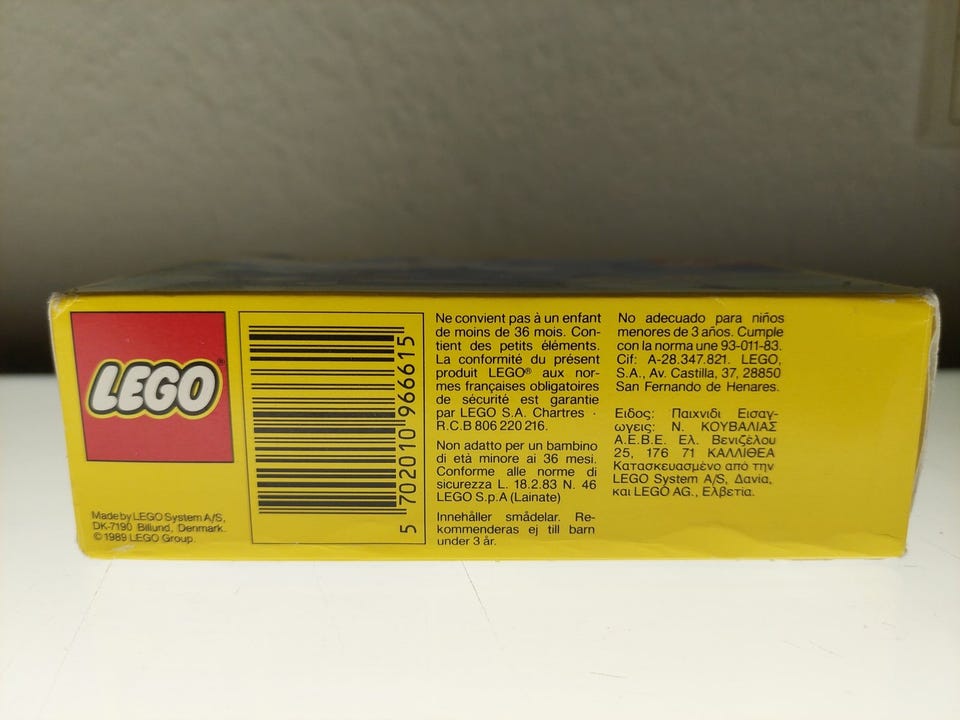 LEGO®
Made by LEGO System A/S,
DK-7190 Billund, Denmark.
© 1989 LEGO Group.
5 702010 966615
Ne convient pas à un enfant
de moins de 36 mois. Con-
tient des petits éléments.
La conformité du présent
produit LEGO® aux nor-
mes françaises obligatoires
de sécurité est garantie
par LEGO S.A. Chartres ·
R.C.B 806 220 216.
Non adatto per un bambino
di età minore ai 36 mesi.
Conforme alle norme di
sicurezza L. 18.2.83 N. 46
LEGO S.p.A (Lainate)
Innehåller smådelar. Re-
kommenderas ej till barn
under 3 år.
No adecuado para niños
menores de 3 años. Cumple
con la norma une 93-011-83.
Cif: A-28.347.821. LEGO,
S.A., Av. Castilla, 37, 28850
San Fernando de Henares.
Ειδος: Παιχνιδι Εισαγ-
ωγεις: Ν. ΚΟΥΒΑΛΙΑΣ
Α.Ε.Β.Ε. Ελ. Βενιζέλου
25, 176 71 ΚΑΛΛΙΘΕΑ
Κατασκευασμένο από την
LEGO System A/S, Δανία,
και LEGO AG., Ελβετία.